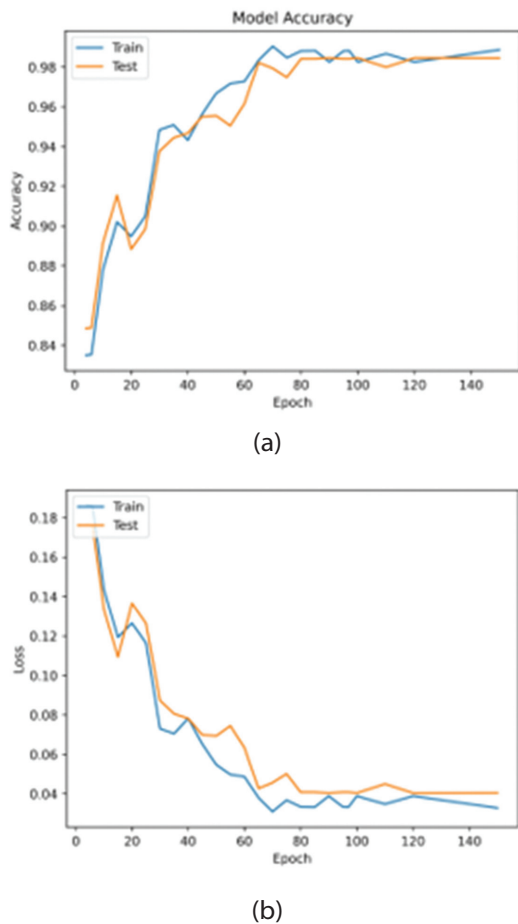 Model Accuracy
Train
Test
0.98
0.96
0.94
0.92
0.90
0.88
0.86
0.84
Accuracy
0 20 40 60 80 100 120 140
Epoch
(a)
Train
Test
0.18
0.16
0.14
0.12
0.10
0.08
0.06
0.04
Loss
0 20 40 60 80 100 120 140
Epoch
(b)